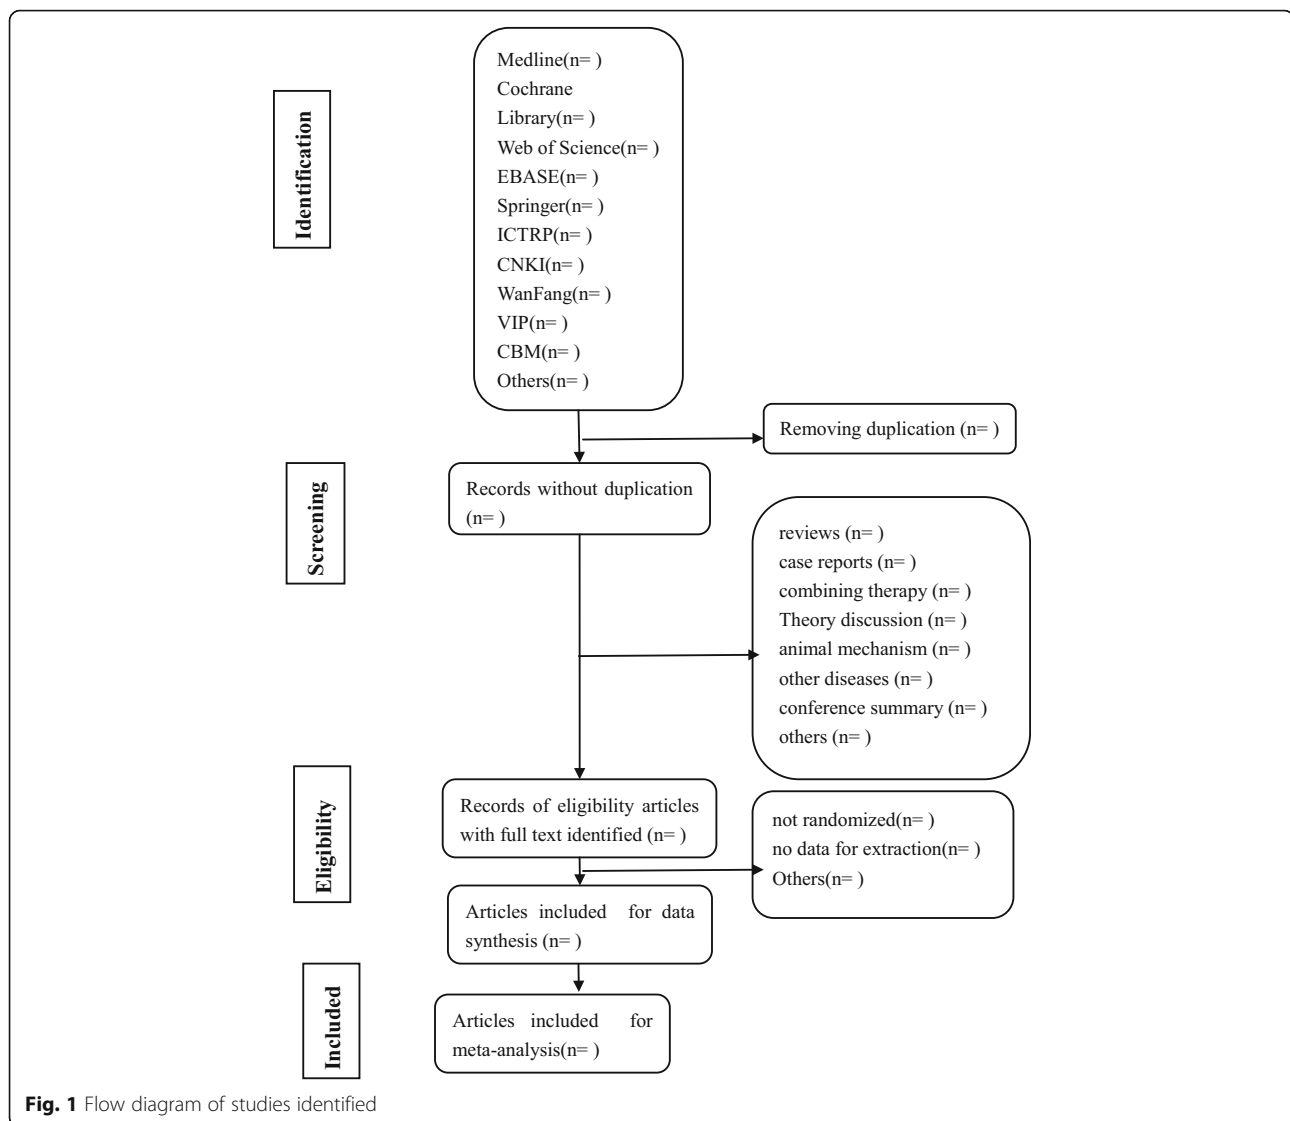 Identification
Medline(n= )
Cochrane
Library(n= )
Web of Science(n= )
EBASE(n= )
Springer(n= )
ICTRP(n= )
CNKI(n= )
WanFang(n= )
VIP(n= )
CBM(n= )
Others(n= )
Removing duplication (n= )
Screening
Records without duplication
(n= )
reviews (n= )
case reports (n= )
combining therapy (n= )
Theory discussion (n= )
animal mechanism (n= )
other diseases (n= )
conference summary (n= )
others (n= )
Eligibility
Records of eligibility articles
with full text identified (n= )
not randomized(n= )
no data for extraction(n= )
Others(n= )
Articles included for data
synthesis (n= )
Included
Articles included for
meta-analysis(n= )
Fig. 1 Flow diagram of studies identified